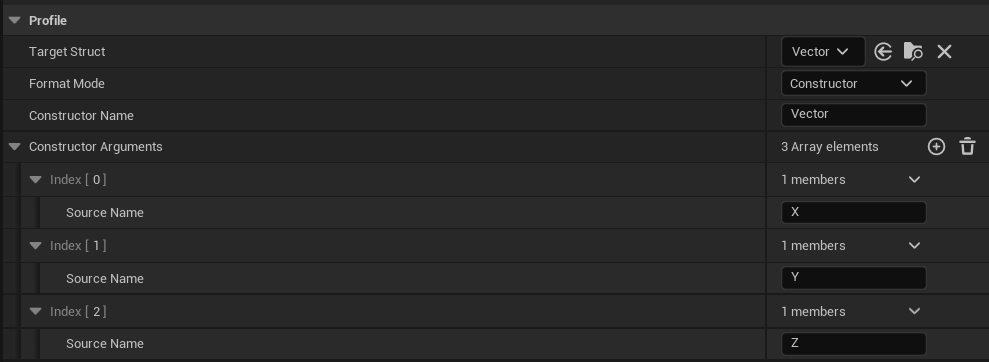 Profile
Target Struct Vector
Format Mode Constructor
Constructor Name Vector
Constructor Arguments 3 Array elements
Index [ 0 ] 1 members
Source Name X
Index [ 1 ] 1 members
Source Name Y
Index [ 2 ] 1 members
Source Name Z